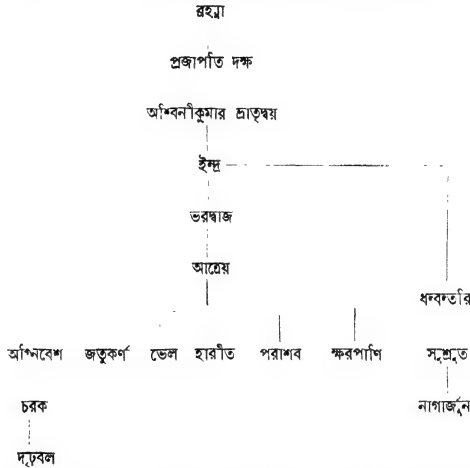 ব্রহ্মা
প্রজাপতি দক্ষ
অশ্বিনীকুমার ভ্রাতৃদ্বয়
ইন্দ্র
ভরদ্বাজ
আত্রেয়
ধন্বন্তরি
অগ্নিবেশ জতুকর্ণ ভেল হারীত পরাশব ক্ষরপাণি সুশ্রুত
চরক নাগার্জুন
দৃঢ়বল